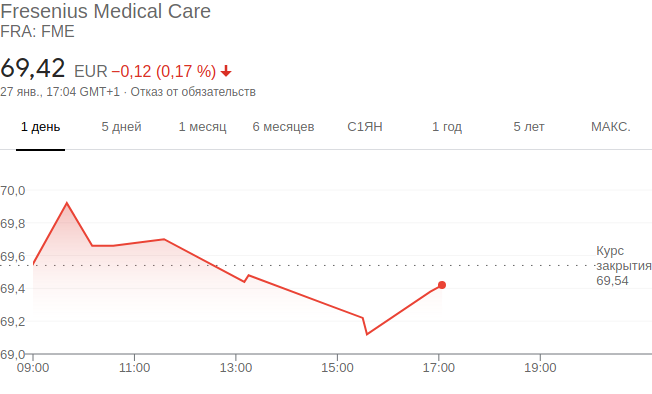 Fresenius Medical Care
FRA: FME
69,42 EUR −0,12 (0,17 %)
27 янв., 17:04 GMT+1 · Отказ от обязательств
1 день 5 дней 1 месяц 6 месяцев С1ЯН 1 год 5 лет МАКС.
70,0
69,8
69,6
69,4
69,2
69,0
Курс
закрытия
69,54
09:00 11:00 13:00 15:00 17:00 19:00